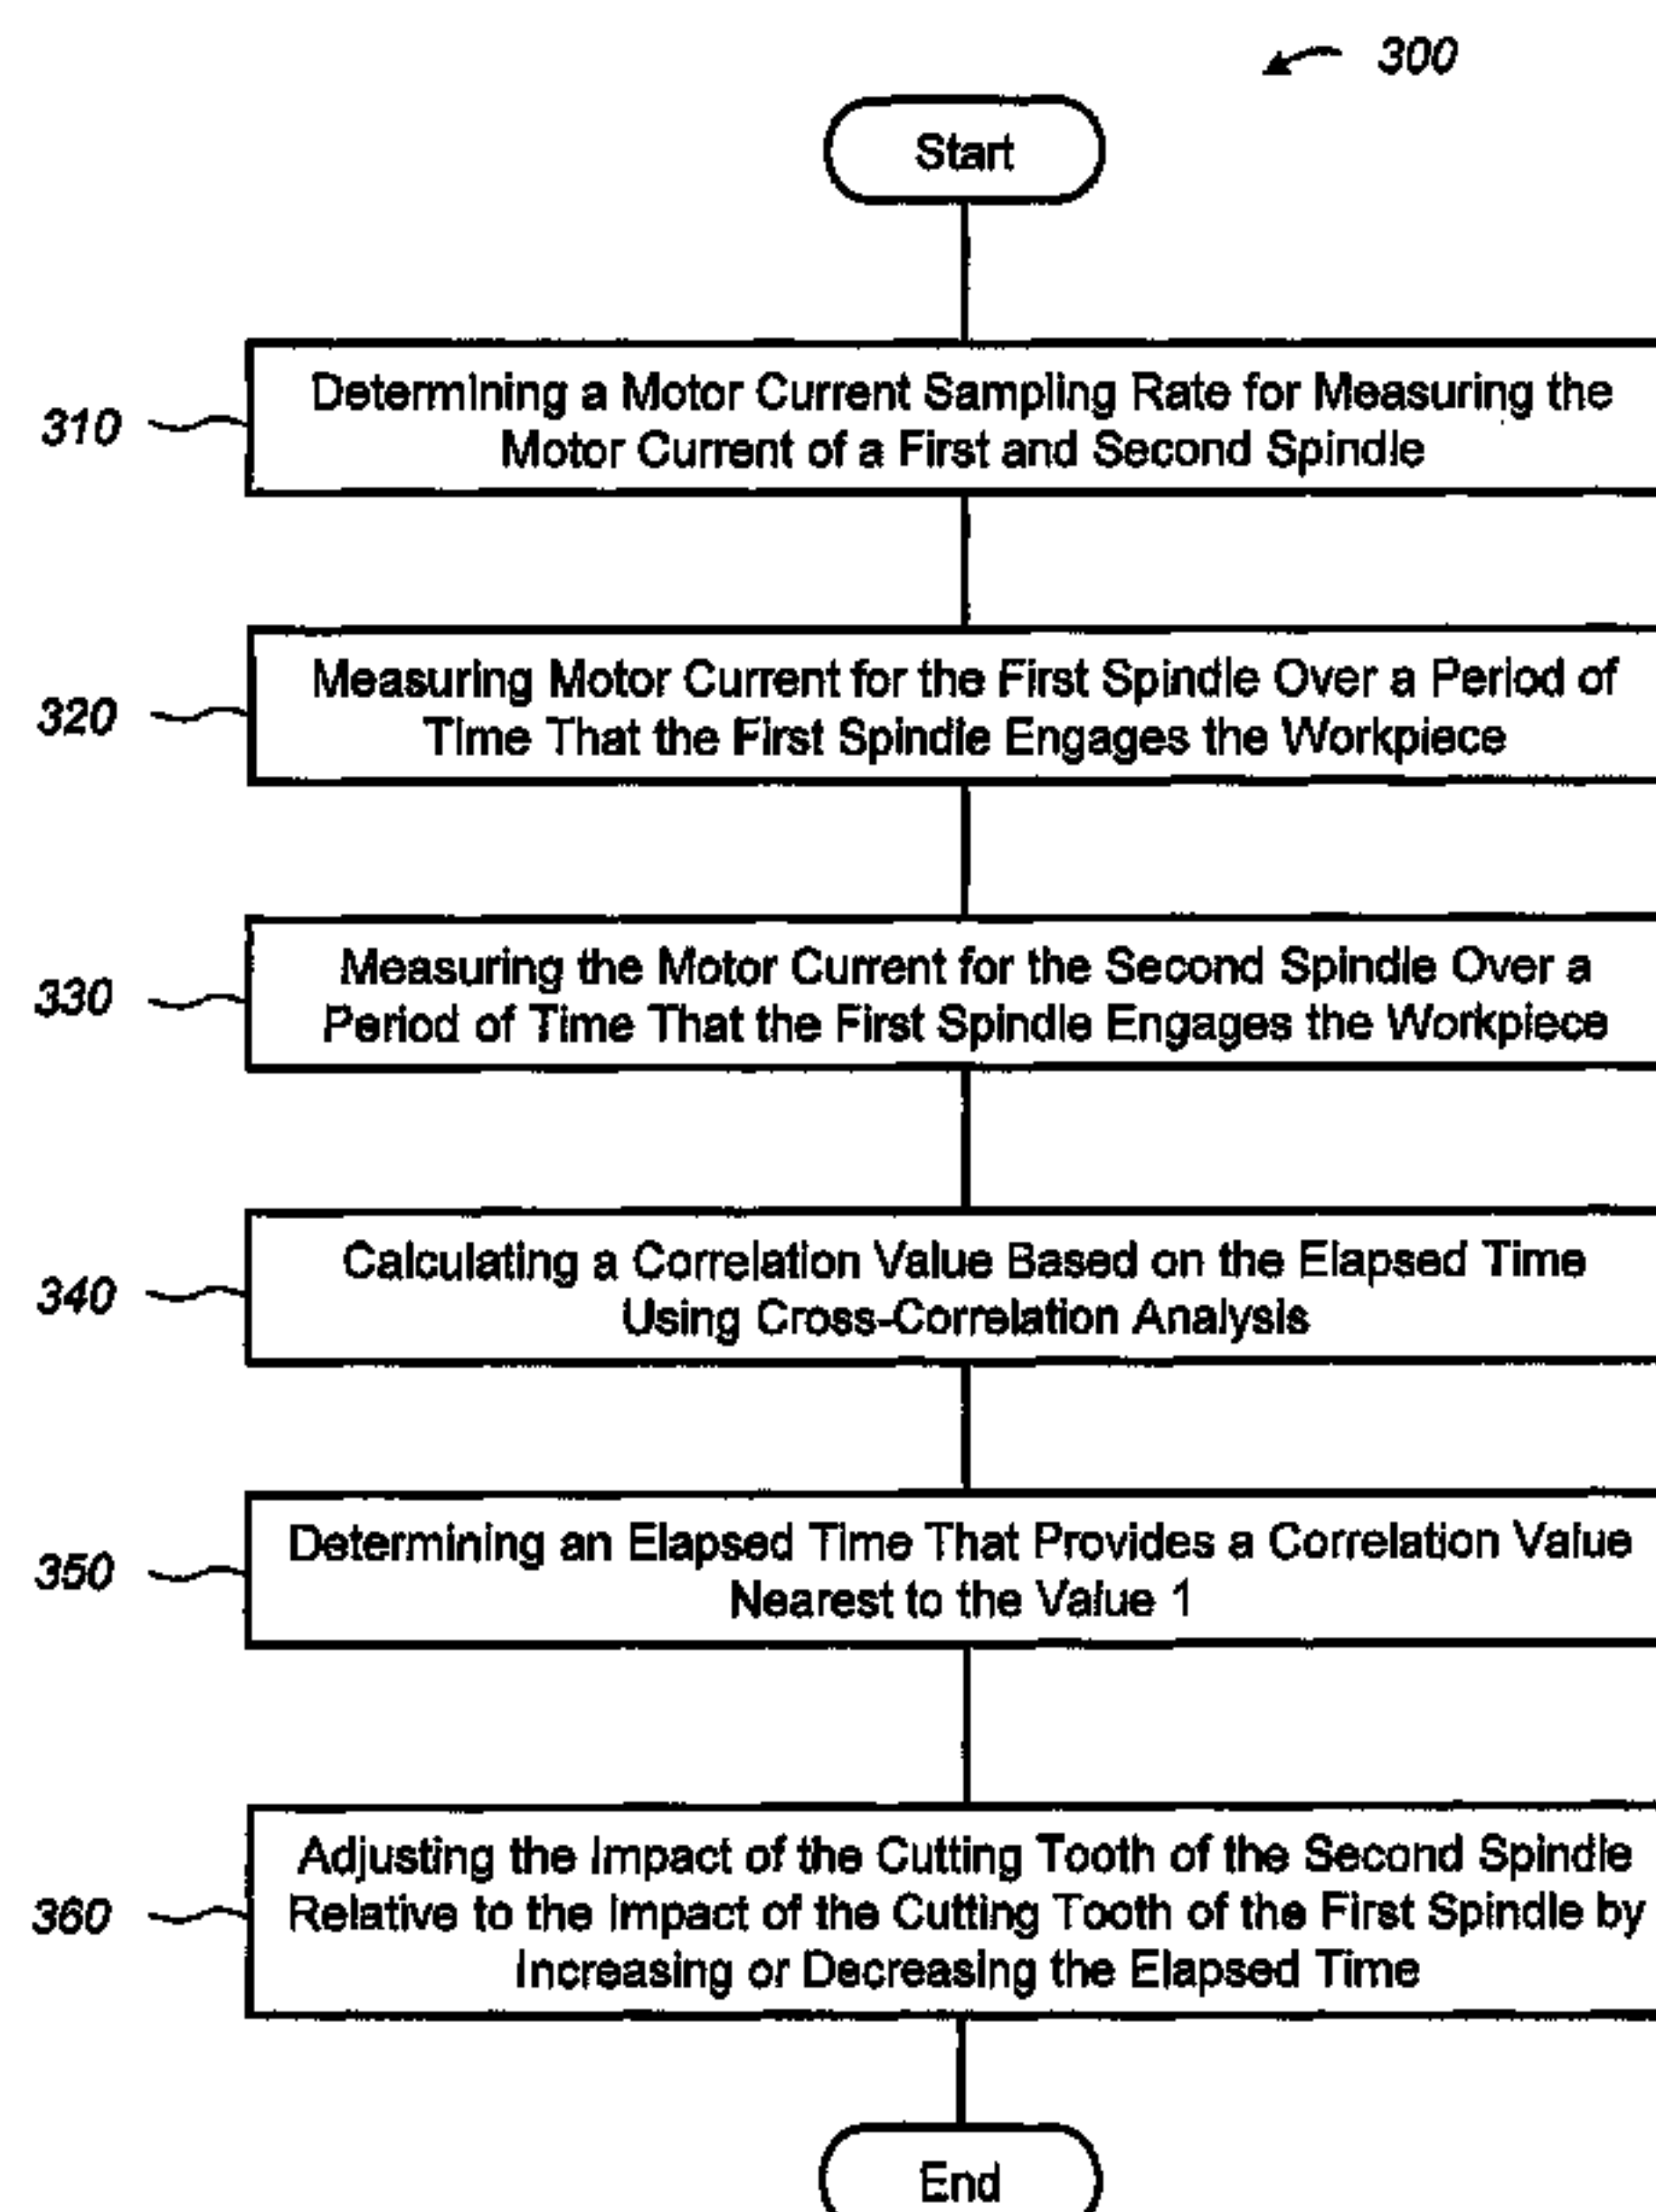 300
Start
310
Determining a Motor Current Sampling Rate for Measuring the
Motor Current of a First and Second Spindle
320
Measuring Motor Current for the First Spindle Over a Period of
Time That the First Spindle Engages the Workpiece
330
Measuring the Motor Current for the Second Spindle Over a
Period of Time That the First Spindle Engages the Workpiece
340
Calculating a Correlation Value Based on the Elapsed Time
Using Cross-Correlation Analysis
350
Determining an Elapsed Time That Provides a Correlation Value
Nearest to the Value 1
360
Adjusting the Impact of the Cutting Tooth of the Second Spindle
Relative to the Impact of the Cutting Tooth of the First Spindle by
Increasing or Decreasing the Elapsed Time
End